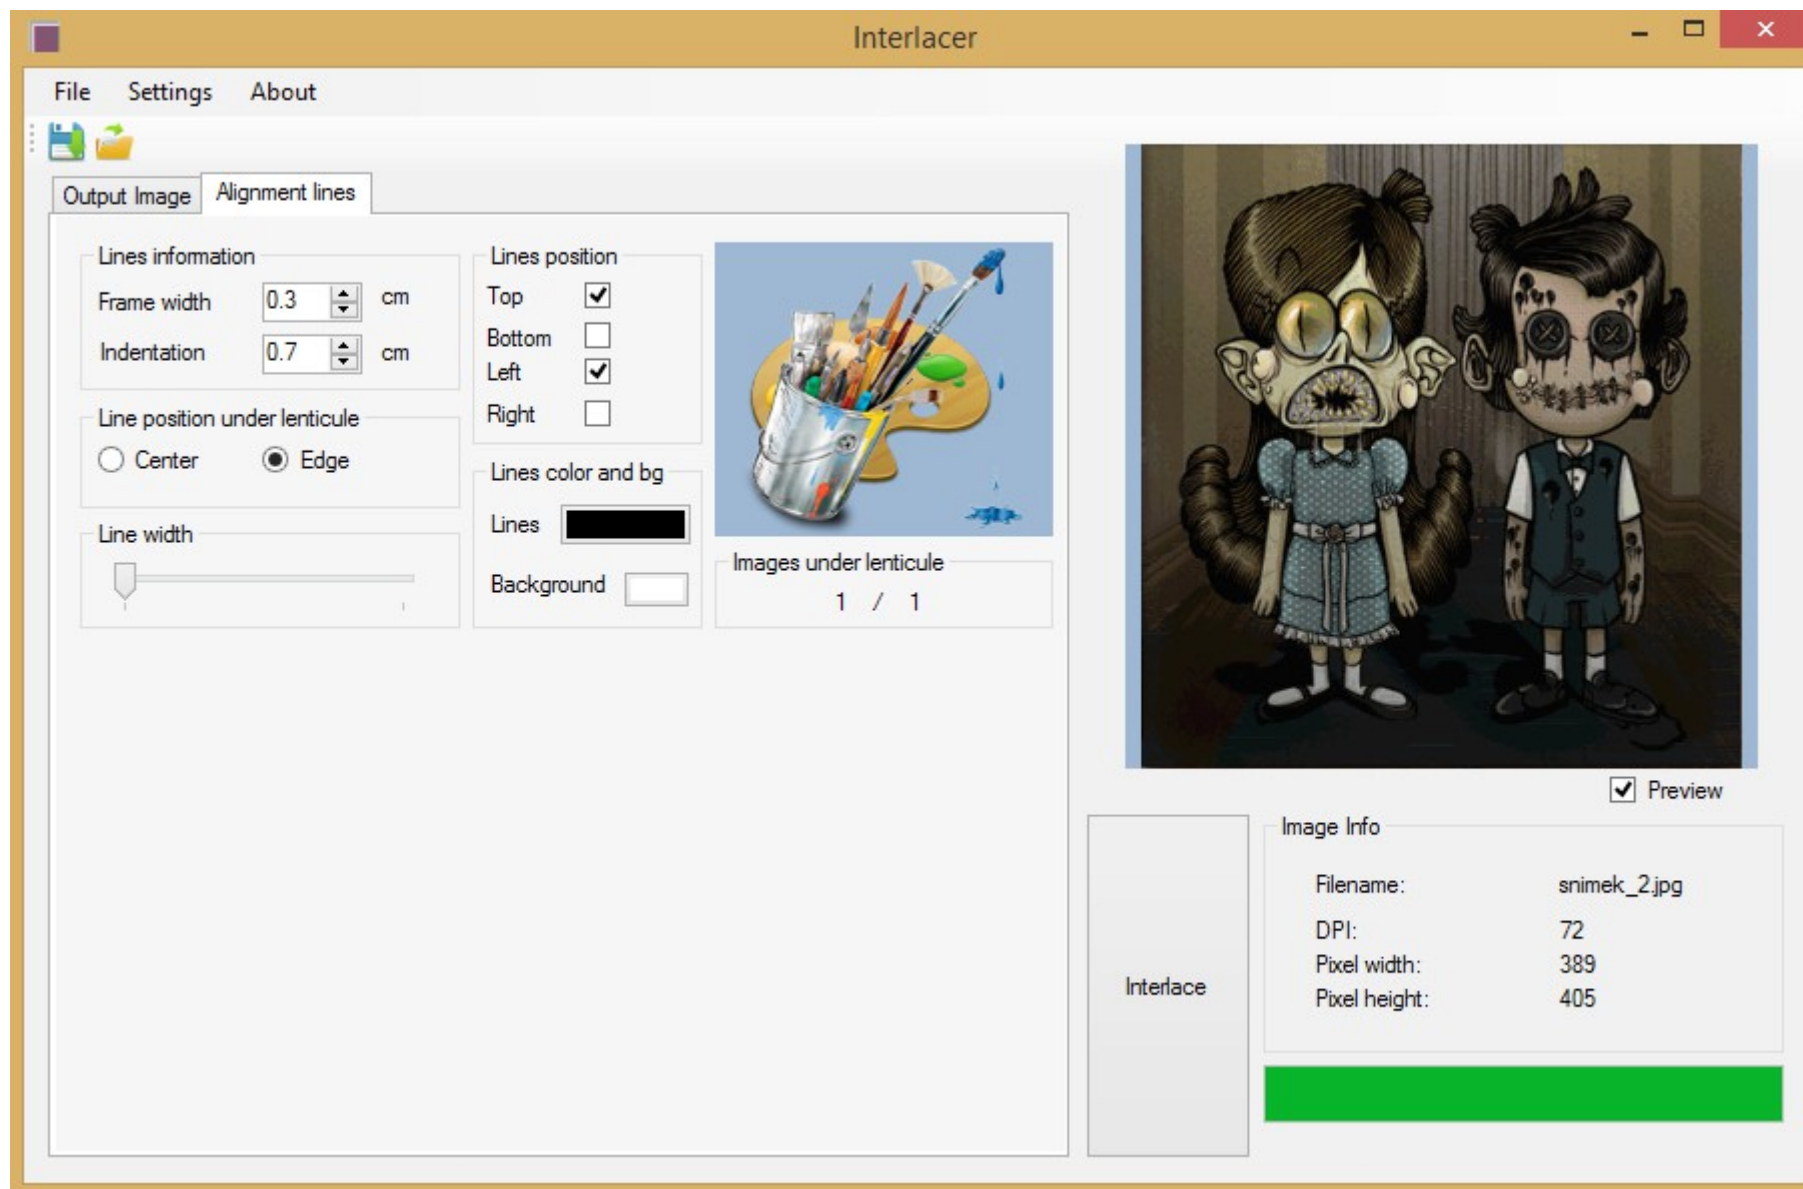 Interlacer
File Settings About
Output Image Alignment lines
Lines information
Frame width 0.3 cm
Indentation 0.7 cm
Line position under lenticule
Center Edge
Line width
Lines position
Top
Bottom
Left
Right
Lines color and bg
Lines
Background
Images under lenticule
1 / 1
Preview
Interlace
Image Info
Filename: snimek_2.jpg
DPI: 72
Pixel width: 389
Pixel height: 405